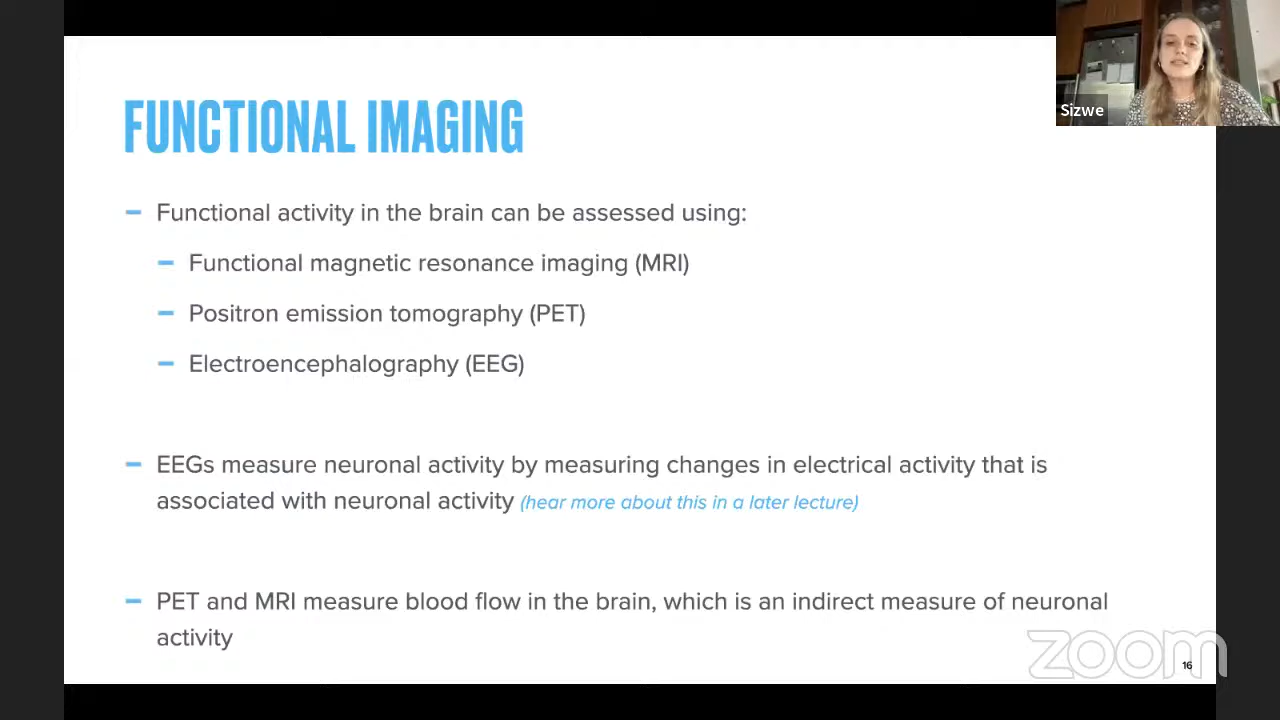 FUNCTIONAL IMAGING
Sizwe
Functional activity in the brain can be assessed using:
Functional magnetic resonance imaging (MRI)
Positron emission tomography (PET)
Electroencephalography (EEG)
EEGs measure neuronal activity by measuring changes in electrical activity that is
associated with neuronal activity (hear more about this in a later lecture)
PET and MRI measure blood flow in the brain, which is an indirect measure of neuronal
activity
zoom
16